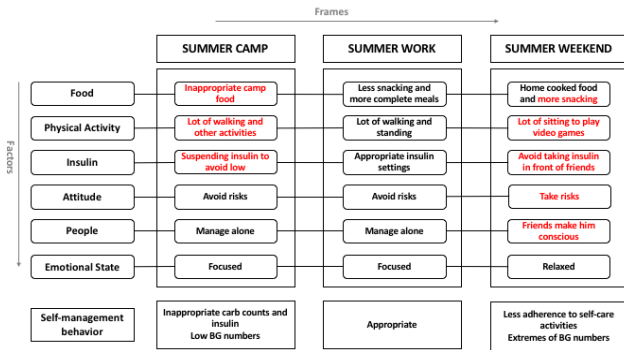 Frames
SUMMER CAMP
SUMMER WORK
SUMMER WEEKEND
Factors
Food
Inappropriate camp
food
Less snacking and
more complete meals
Home cooked food
and more snacking
Physical Activity
Lot of walking and
other activities
Lot of walking and
standing
Lot of sitting to play
video games
Insulin
Suspending insulin to
avoid low
Appropriate insulin
settings
Avoid taking insulin
in front of friends
Attitude
Avoid risks
Avoid risks
Take risks
People
Manage alone
Manage alone
Friends make him
conscious
Emotional State
Focused
Focused
Relaxed
Self-management
behavior
Inappropriate carb counts and
insulin
Low BG numbers
Appropriate
Less adherence to self-care
activities
Extremes of BG numbers